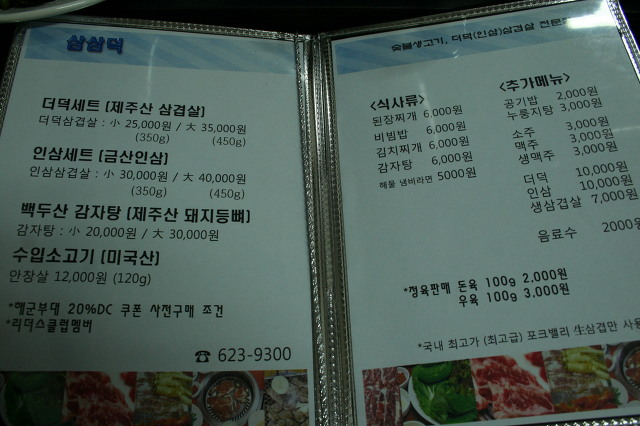 삼삼덕
더덕세트 [제주산 삼겹살]
더덕삼겹살 : 小 25,000원 / 大 35,000원
(350g) (450g)
인삼세트 [금산인삼]
인삼삼겹살 : 小 30,000원 / 大 40,000원
(350g) (450g)
백두산 감자탕 [제주산 돼지등뼈]
감자탕 : 小 20,000원 / 大 30,000원
수입소고기 [미국산]
안창살 12,000원 (120g)
*해군부대 20%DC 쿠폰 사전구매 조건
*리더스클럽멤버
☎ 623-9300
숯불생고기, 더덕(인삼)삼겹살 전문
<식사류>
된장찌개 6,000원
비빔밥 6,000원
김치찌개 6,000원
감자탕 6,000원
해물 냄비라면 5000원
<추가메뉴>
공기밥 2,000원
누룽지탕 3,000원
소주 3,000원
맥주 3,000원
생맥주 3,000원
더덕 10,000원
인삼 10,000원
생삼겹살 7,000원
음료수 2000원
*정육판매 돈육 100g 2,000원
우육 100g 3,000원
*국내 최고가 (최고급) 포크밸리 生삼겹만 사용